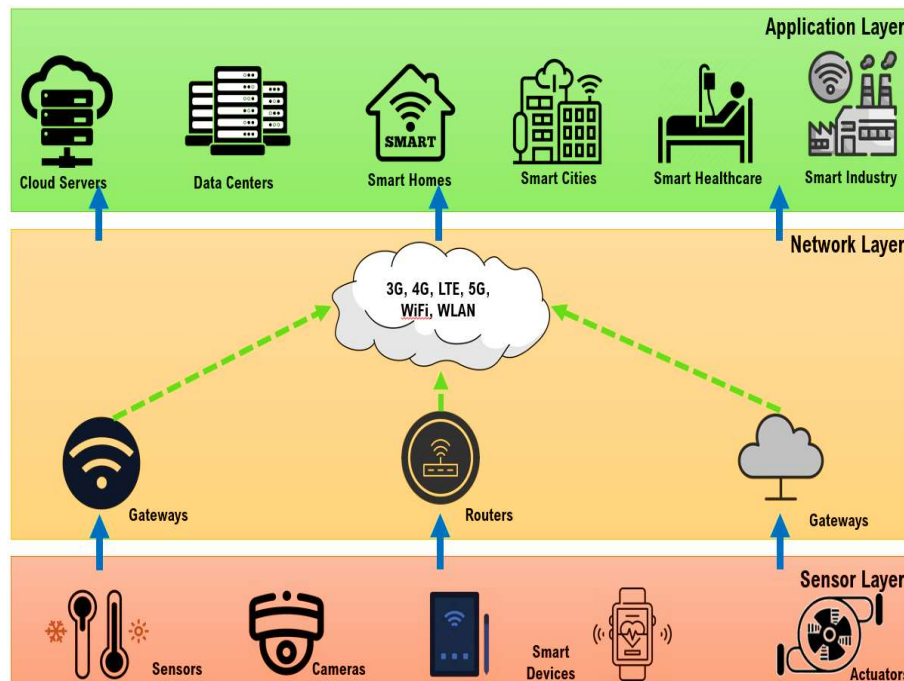 Application Layer
SMART
Cloud Servers
Data Centers
Smart Homes
Smart Cities
Smart Healthcare
Smart Industry
Network Layer
3G, 4G, LTE, 5G,
WiFi, WLAN
Gateways
Routers
Gateways
Sensor Layer
Sensors
Cameras
Smart
Devices
Actuators